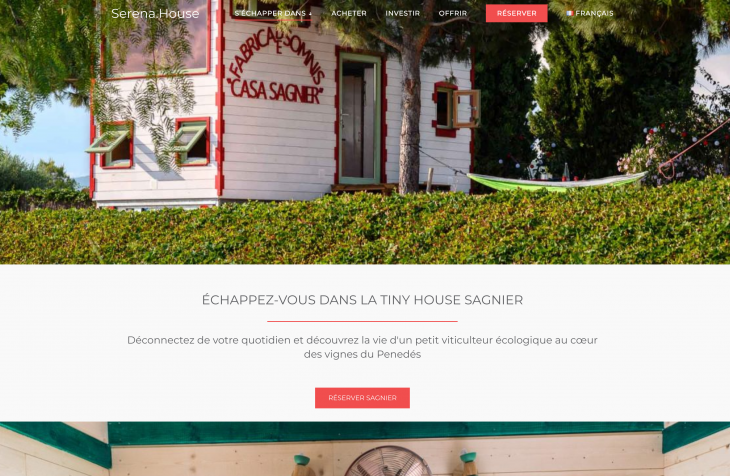 Serena.House
S'ÉCHAPPER DANS
ACHETER
INVESTIR
OFFRIR
RÉSERVER
FRANÇAIS
"FABRICA DE SOMNIS"
"CASA SAGNIER"
ÉCHAPPEZ-VOUS DANS LA TINY HOUSE SAGNIER
Déconnectez de votre quotidien et découvrez la vie d'un petit viticulteur écologique au cœur
des vignes du Penedés
RÉSERVER SAGNIER